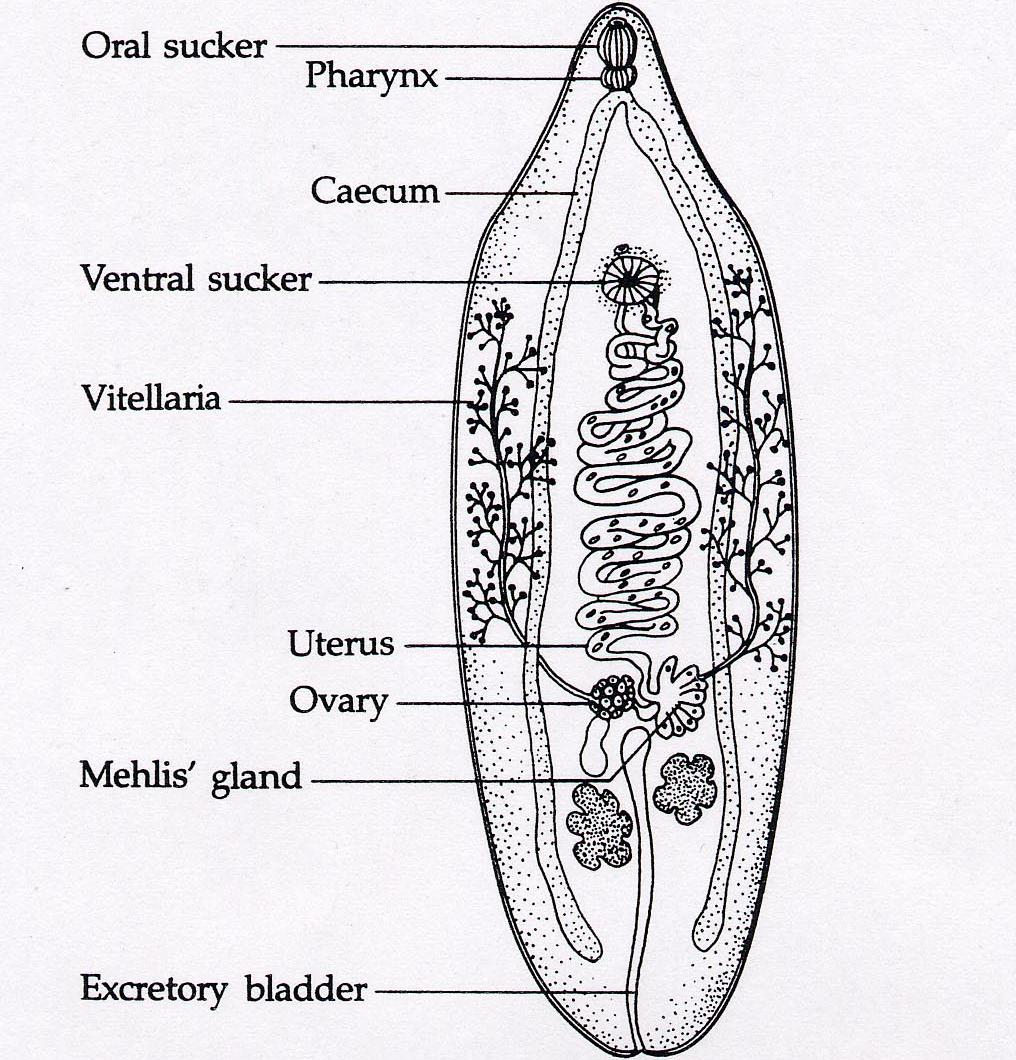 Oral sucker
Pharynx
Caecum
Ventral sucker
Vitellaria
Uterus
Ovary
Mehlis' gland
Excretory bladder